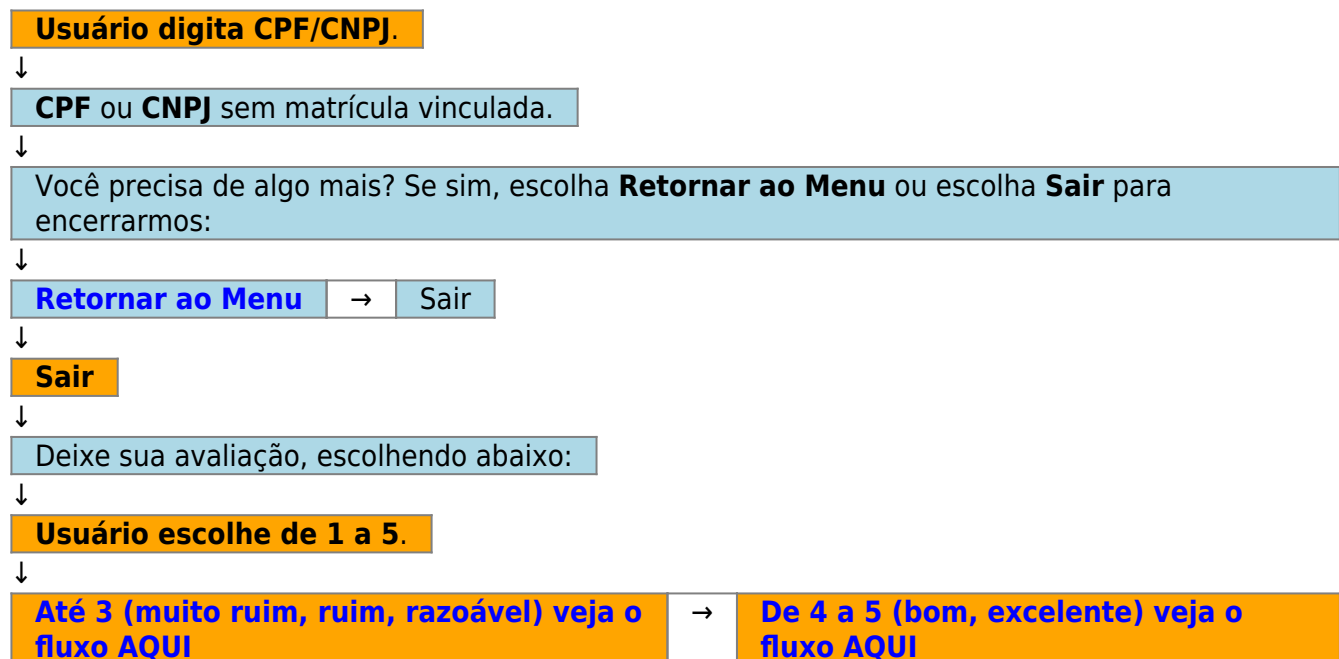 Usuário digita CPF/CNPJ.
↓
CPF ou CNPJ sem matrícula vinculada.
↓
Você precisa de algo mais? Se sim, escolha Retornar ao Menu ou escolha Sair para
encerrarmos:
↓
Retornar ao Menu → Sair
↓
Sair
↓
Deixe sua avaliação, escolhendo abaixo:
↓
Usuário escolhe de 1 a 5.
↓
Até 3 (muito ruim, ruim, razoável) veja o → De 4 a 5 (bom, excelente) veja o
fluxo AQUI fluxo AQUI